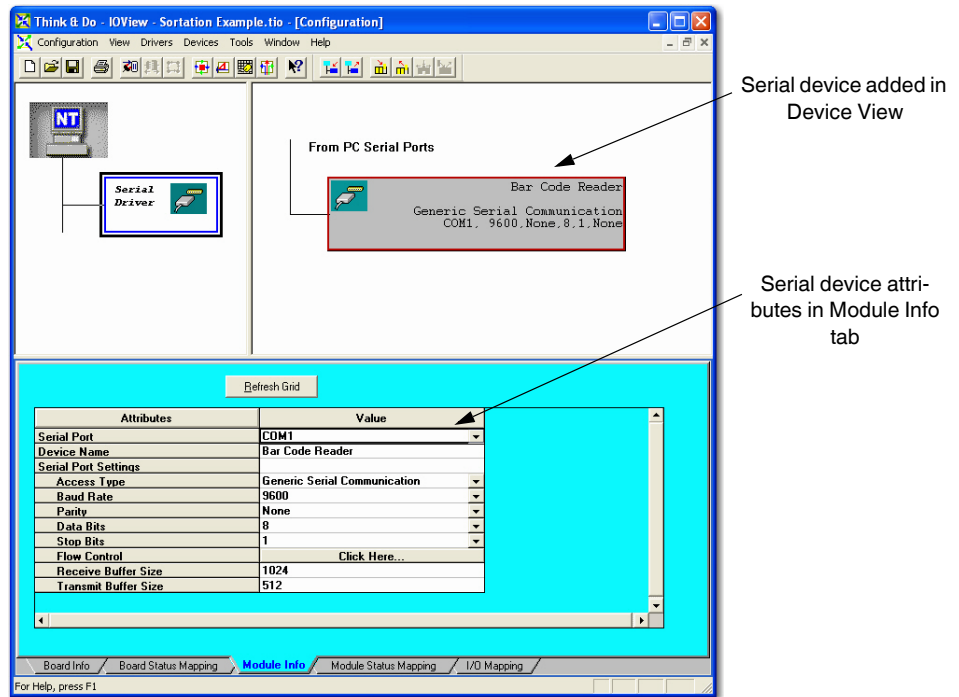 Think & Do - IOView - Sortation Example.tio - [Configuration]
Configuration View Drivers Devices Tools Window Help
NT
Serial
Driver
From PC Serial Ports
Bar Code Reader
Generic Serial Communication
COM1, 9600,None,8,1,None
Serial device added in
Device View
Serial device attri-
butes in Module Info
tab
Refresh Grid
Attributes Value
Serial Port COM1
Device Name Bar Code Reader
Serial Port Settings
Access Type Generic Serial Communication
Baud Rate 9600
Parity None
Data Bits 8
Stop Bits 1
Flow Control Click Here...
Receive Buffer Size 1024
Transmit Buffer Size 512
Board Info Board Status Mapping Module Info Module Status Mapping I/O Mapping
For Help, press F1